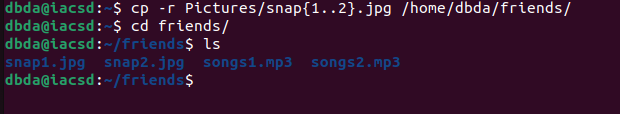 dbda@iacsd:~$ cp -r Pictures/snap{1..2}.jpg /home/dbda/friends/
dbda@iacsd:~$ cd friends/
dbda@iacsd:~/friends$ ls
snap1.jpg  snap2.jpg  songs1.mp3  songs2.mp3
dbda@iacsd:~/friends$